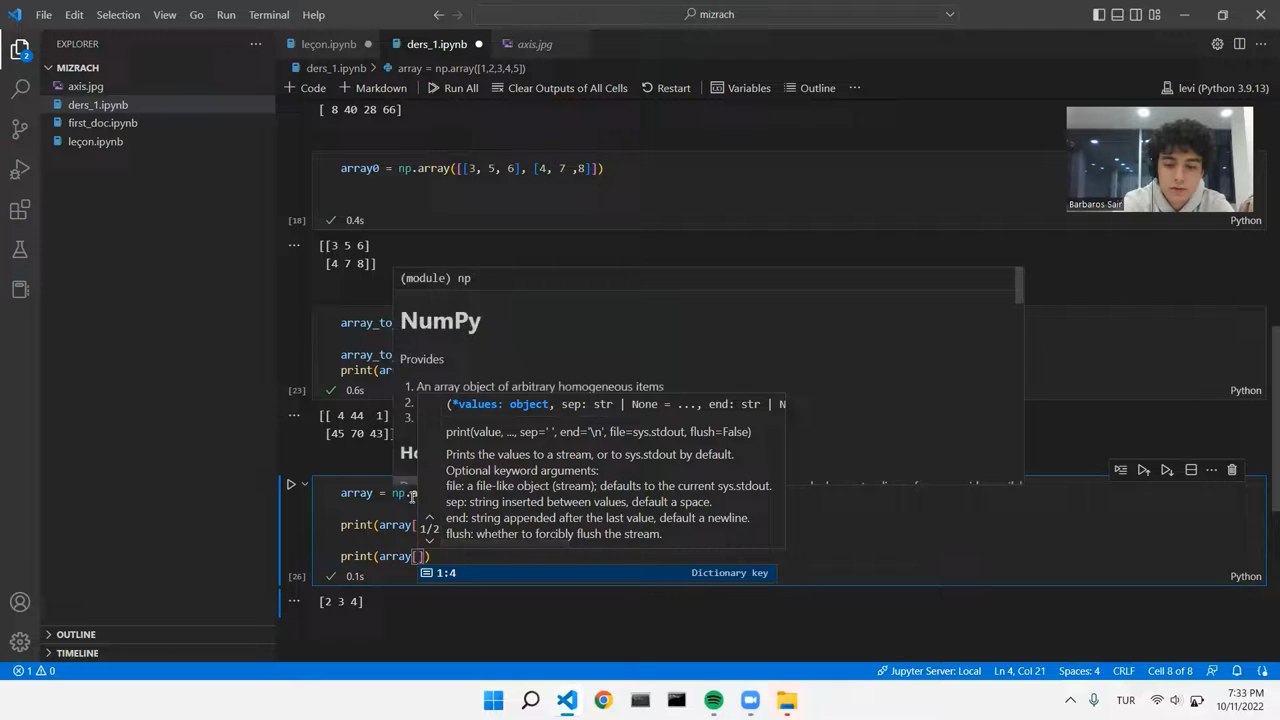 File Edit Selection View Go Run Terminal Help
mizrach
EXPLORER
leçon.ipynb
ders_1.ipynb
axis.jpg
MIZRACH
ders_1.ipynb > array = np.array([1,2,3,4,5])
axis.jpg
ders_1.ipynb
first_doc.ipynb
leçon.ipynb
+ Code + Markdown Run All Clear Outputs of All Cells Restart Variables Outline ...
levi (Python 3.9.13)
[ 8 40 28 66]
array0 = np.array([[3, 5, 6], [4, 7 ,8]])
[18] 0.4s Python
Barbaros Sair
[[3 5 6]
[4 7 8]]
(module) np
NumPy
Provides
1. An array object of arbitrary homogeneous items
2.
3.
array_to
array_to
print(ar
[23] 0.6s
(*values: object, sep: str | None = ..., end: str | N
print(value, ..., sep=' ', end='\n', file=sys.stdout, flush=False)
Prints the values to a stream, or to sys.stdout by default.
Optional keyword arguments:
file: a file-like object (stream); defaults to the current sys.stdout.
sep: string inserted between values, default a space.
end: string appended after the last value, default a newline.
flush: whether to forcibly flush the stream.
1/2
[[ 4 44 1]
[45 70 43]]
array = np.a
print(array[
print(array[])
1:4 Dictionary key
[26] 0.1s Python
[2 3 4]
OUTLINE
TIMELINE
1 0
Jupyter Server: Local Ln 4, Col 21 Spaces: 4 CRLF Cell 8 of 8
TUR
7:33 PM
10/11/2022